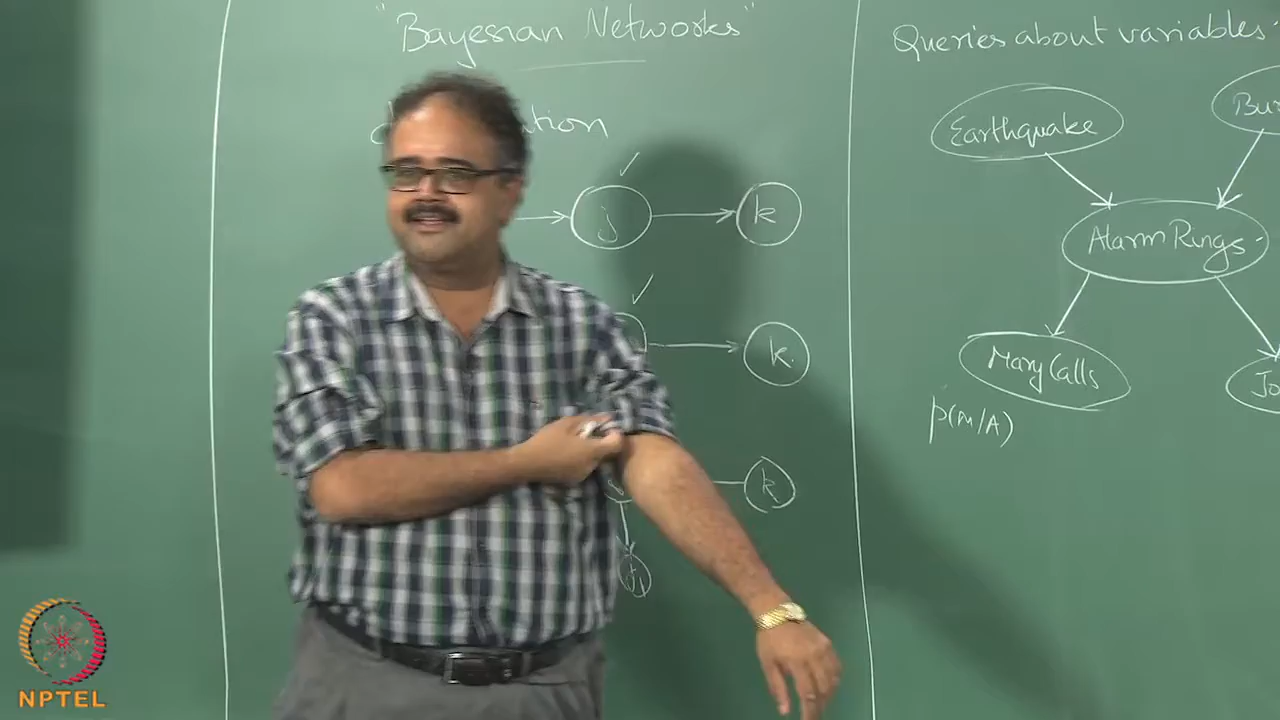 "Bayesian Networks"
j
k
k
k
Queries about variables
Earthquake
Alarm Rings
Mary Calls
p(M/A)
NPTEL